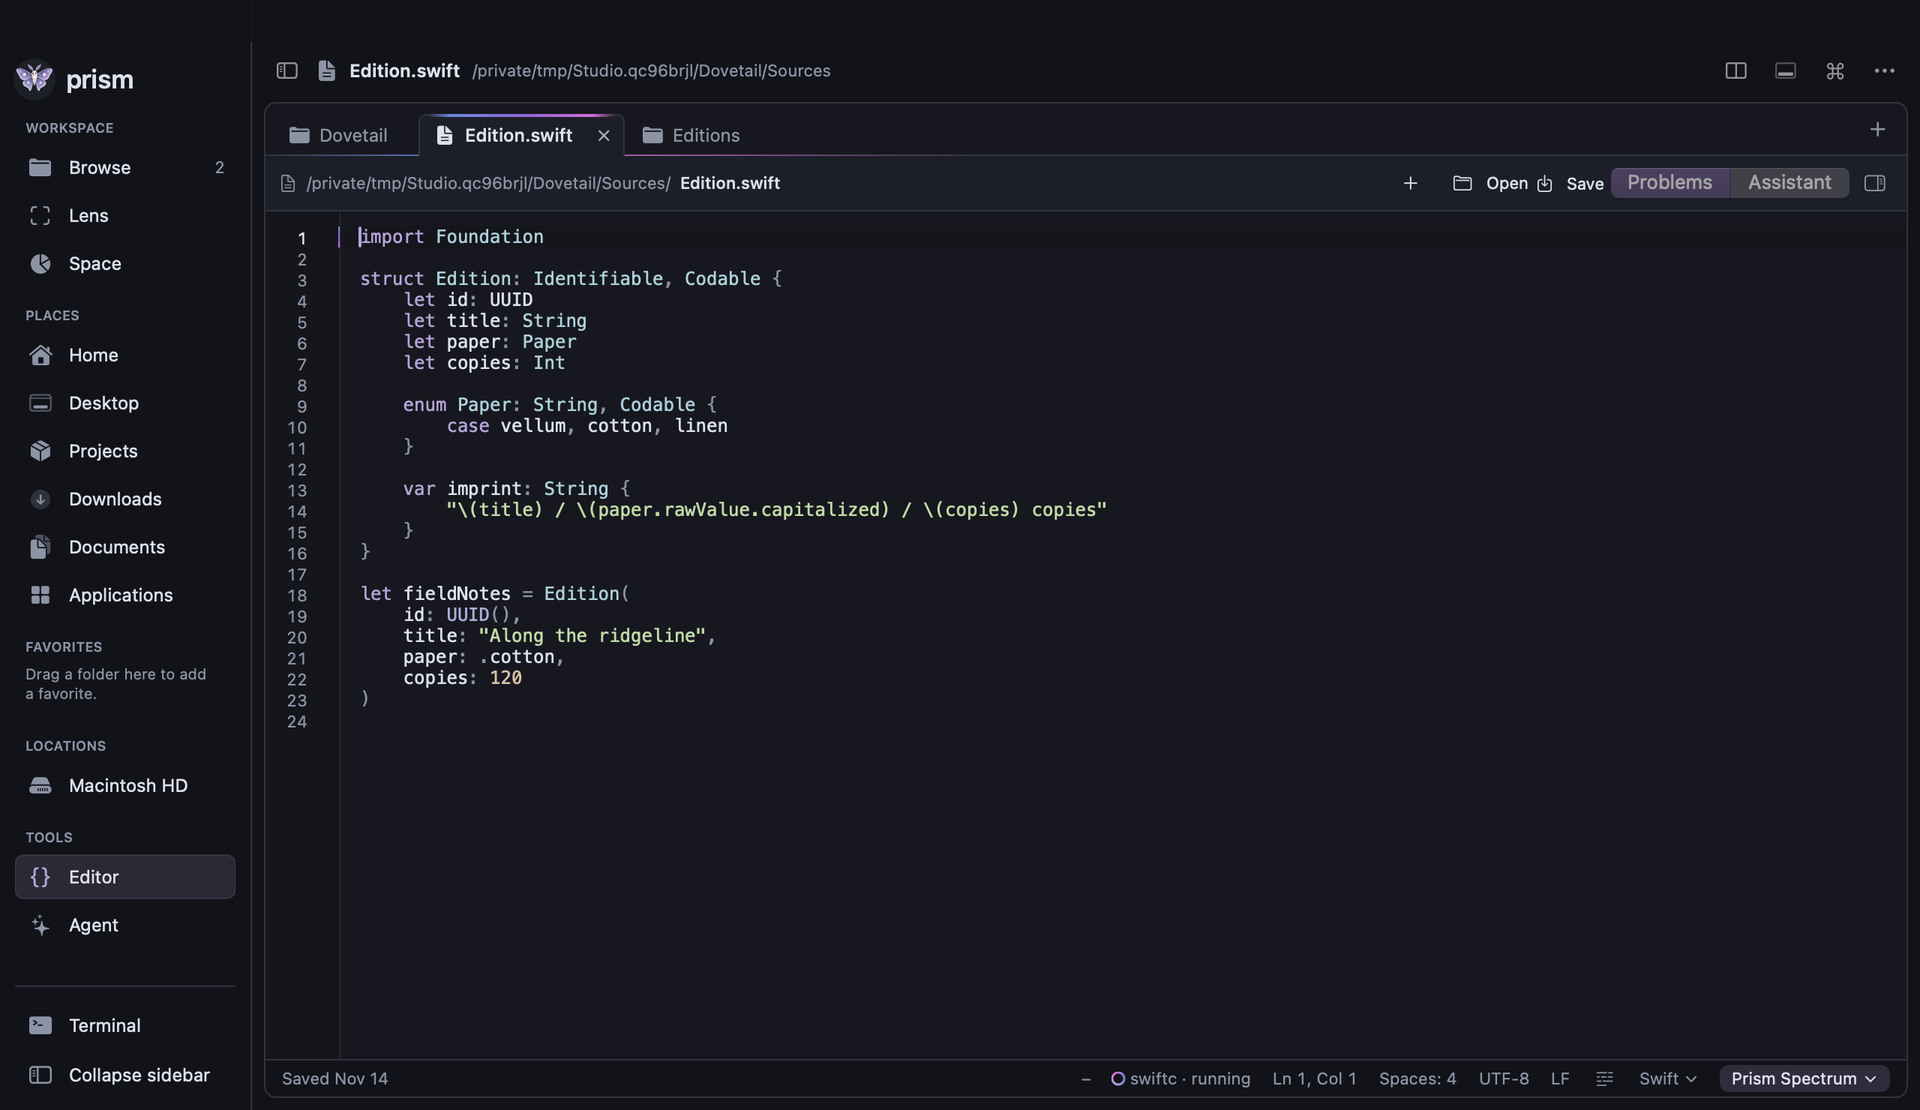 prism
WORKSPACE
Browse 2
Lens
Space
PLACES
Home
Desktop
Projects
Downloads
Documents
Applications
FAVORITES
Drag a folder here to add
a favorite.
LOCATIONS
Macintosh HD
TOOLS
{} Editor
Agent
Terminal
Collapse sidebar
Edition.swift /private/tmp/Studio.qc96brjl/Dovetail/Sources
Dovetail
Edition.swift
Editions
/private/tmp/Studio.qc96brjl/Dovetail/Sources/ Edition.swift
Open Save Problems Assistant
1 import Foundation
2
3 struct Edition: Identifiable, Codable {
4     let id: UUID
5     let title: String
6     let paper: Paper
7     let copies: Int
8
9     enum Paper: String, Codable {
10         case vellum, cotton, linen
11     }
12
13     var imprint: String {
14         "\(title) / \(paper.rawValue.capitalized) / \(copies) copies"
15     }
16 }
17
18 let fieldNotes = Edition(
19     id: UUID(),
20     title: "Along the ridgeline",
21     paper: .cotton,
22     copies: 120
23 )
24
Saved Nov 14
– swiftc · running Ln 1, Col 1 Spaces: 4 UTF-8 LF Swift Prism Spectrum